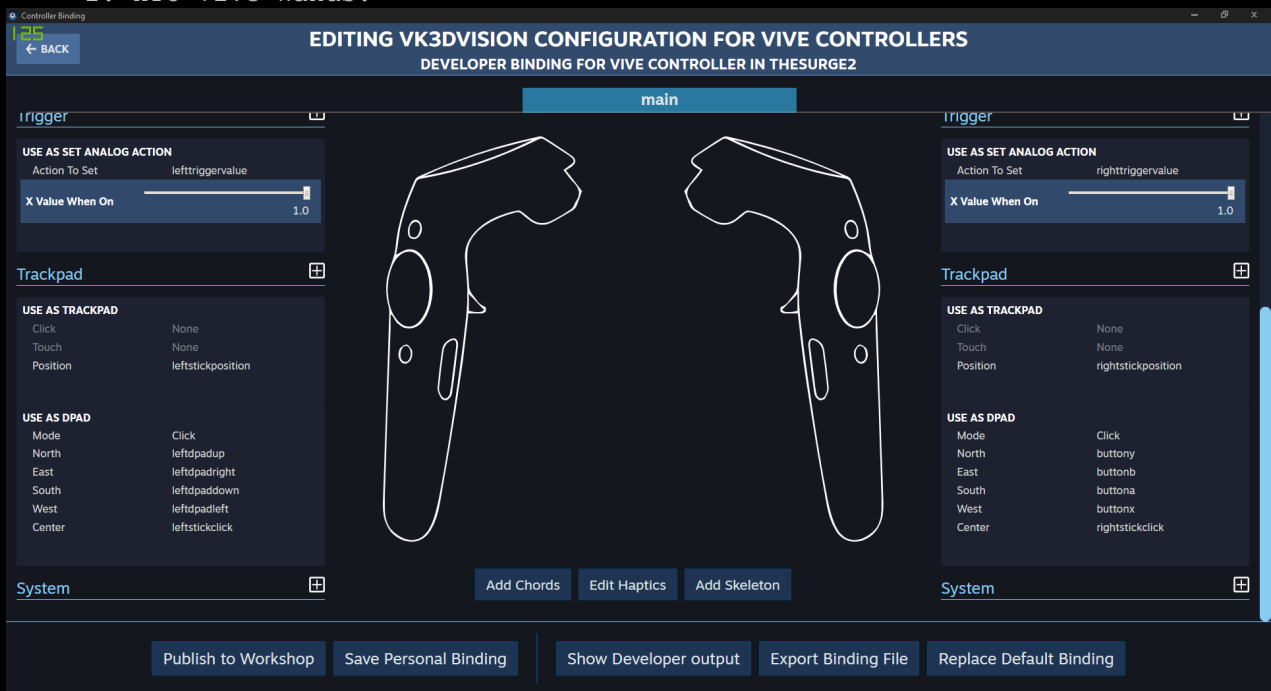 Controller Binding
125
← BACK
EDITING VK3DVISION CONFIGURATION FOR VIVE CONTROLLERS
DEVELOPER BINDING FOR VIVE CONTROLLER IN THESURGE2
main
Trigger
USE AS SET ANALOG ACTION
Action To Set lefttriggervalue
X Value When On
1.0
Trackpad
USE AS TRACKPAD
Click None
Touch None
Position leftstickposition
USE AS DPAD
Mode Click
North leftdpadup
East leftdpadright
South leftdpaddown
West leftdpadleft
Center leftstickclick
System
Trigger
USE AS SET ANALOG ACTION
Action To Set righttriggervalue
X Value When On
1.0
Trackpad
USE AS TRACKPAD
Click None
Touch None
Position rightstickposition
USE AS DPAD
Mode Click
North buttony
East buttonb
South buttona
West buttonx
Center rightstickclick
System
Add Chords Edit Haptics Add Skeleton
Publish to Workshop Save Personal Binding Show Developer output Export Binding File Replace Default Binding